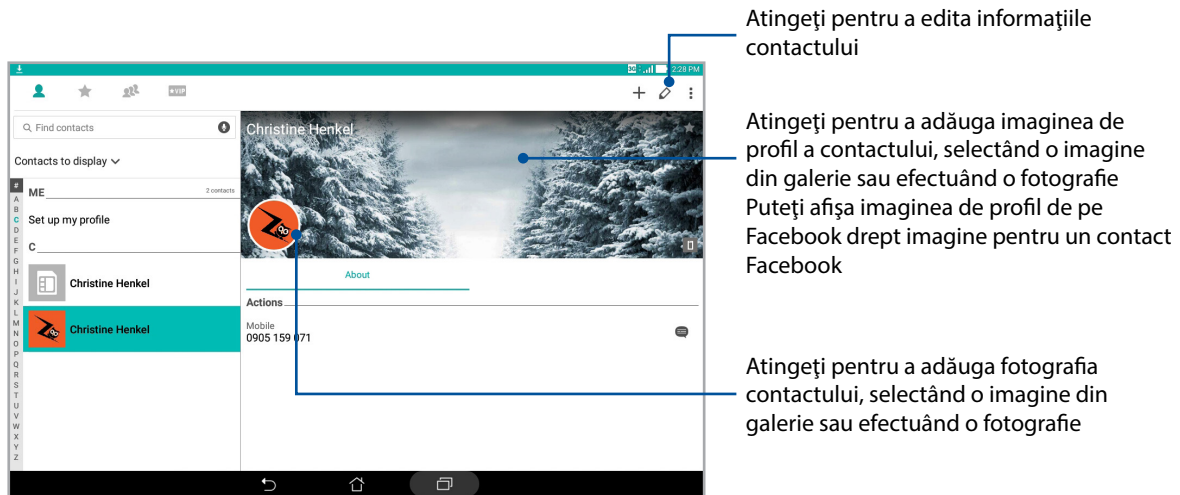 Atingeţi pentru a edita informaţiile
contactului
3G 2:28 PM
VIP
Find contacts
Contacts to display
#
A
B
C
D
E
F
G
H
I
J
K
L
M
N
O
P
Q
R
S
T
U
V
W
X
Y
Z
ME 2 contacts
Set up my profile
C
Christine Henkel
Christine Henkel
Christine Henkel
About
Actions
Mobile
0905 159 071
Atingeţi pentru a adăuga imaginea de
profil a contactului, selectând o imagine
din galerie sau efectuând o fotografie
Puteţi afişa imaginea de profil de pe
Facebook drept imagine pentru un contact
Facebook
Atingeţi pentru a adăuga fotografia
contactului, selectând o imagine din
galerie sau efectuând o fotografie